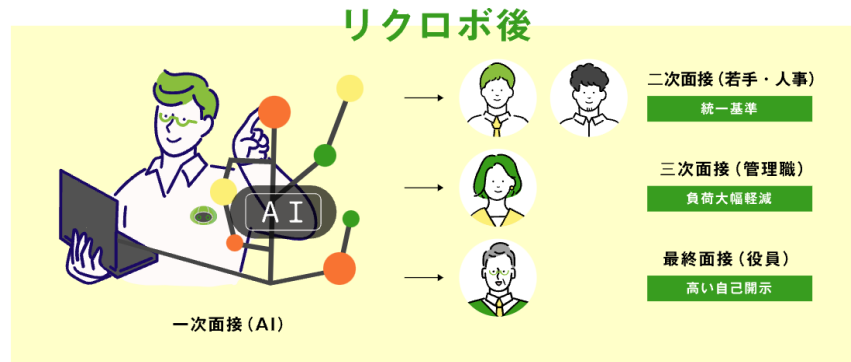 リクロボ後
AI
一次面接（AI）
二次面接（若手・人事）
統一基準
三次面接（管理職）
負荷大幅軽減
最終面接（役員）
高い自己開示